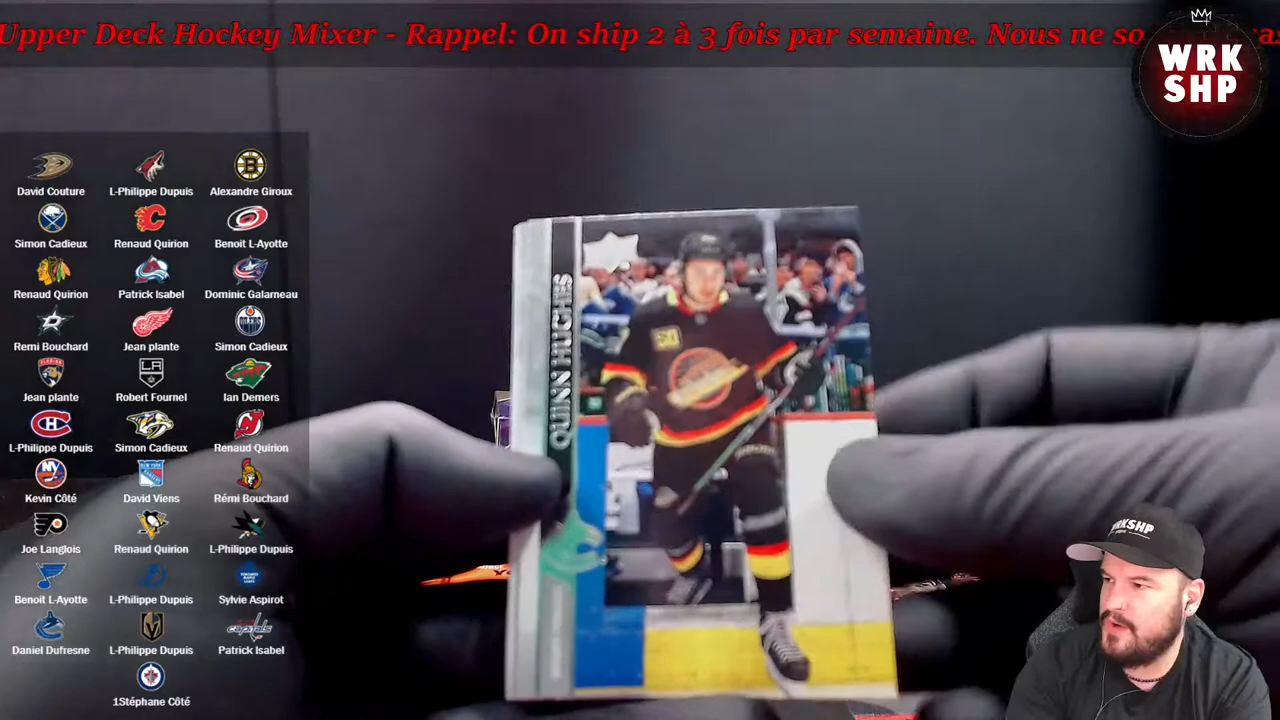 Upper Deck Hockey Mixer - Rappel: On ship 2 à 3 fois par semaine. Nous ne so
WRK
SHP
David Couture L-Philippe Dupuis Alexandre Giroux
Simon Cadieux Renaud Quirion Benoit L-Ayotte
Renaud Quirion Patrick Isabel Dominic Galarneau
Remi Bouchard Jean plante Simon Cadieux
Jean plante Robert Fournel Ian Demers
L-Philippe Dupuis Simon Cadieux Renaud Quirion
Kevin Côté David Viens Rémi Bouchard
Joe Langlois Renaud Quirion L-Philippe Dupuis
Benoit L-Ayotte L-Philippe Dupuis Sylvie Aspirot
Daniel Dufresne L-Philippe Dupuis Patrick Isabel
1Stéphane Côté
QUINN HUGHES
WRKSHP